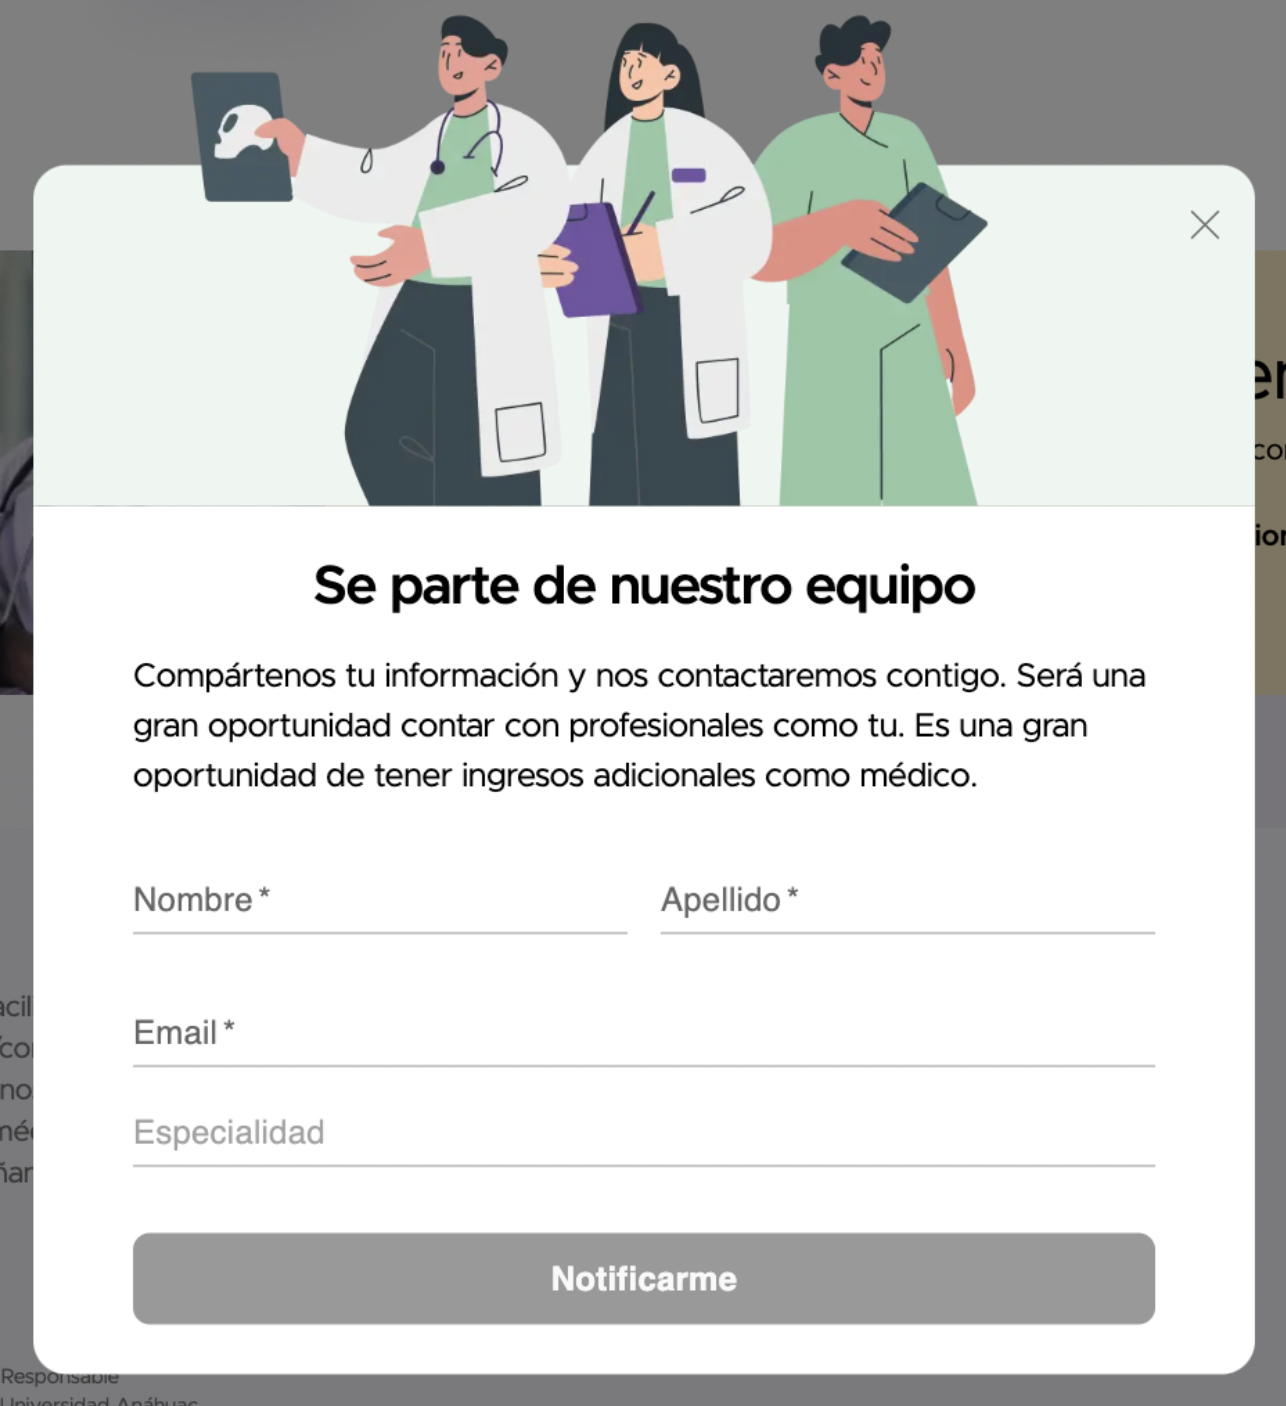 Se parte de nuestro equipo
Compártenos tu información y nos contactaremos contigo. Será una
gran oportunidad contar con profesionales como tu. Es una gran
oportunidad de tener ingresos adicionales como médico.
Nombre * Apellido *
Email *
Especialidad
Notificarme
Responsable
Universidad Anáhuac